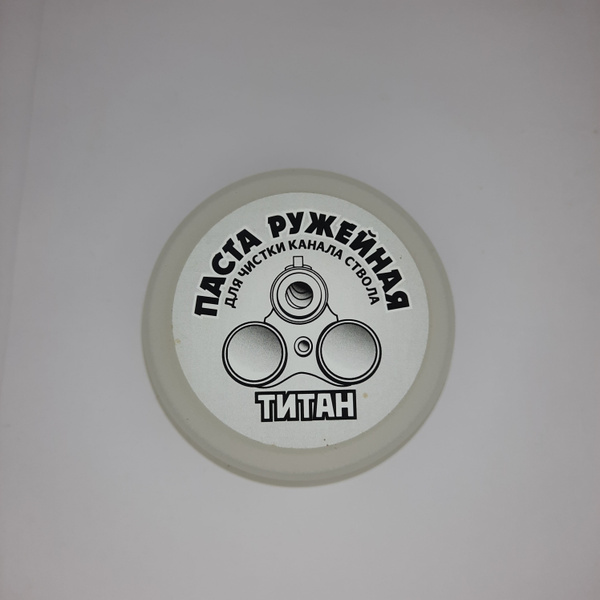 ПАСТА РУЖЕЙНАЯ
ДЛЯ ЧИСТКИ КАНАЛА СТВОЛА
ТИТАН